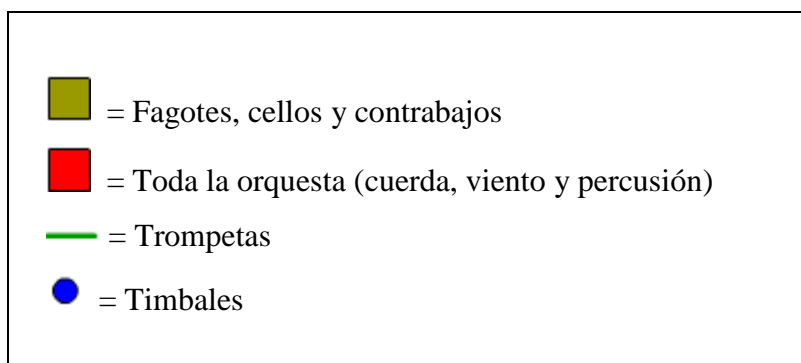 = Fagotes, cellos y contrabajos
= Toda la orquesta (cuerda, viento y percusión)
= Trompetas
= Timbales